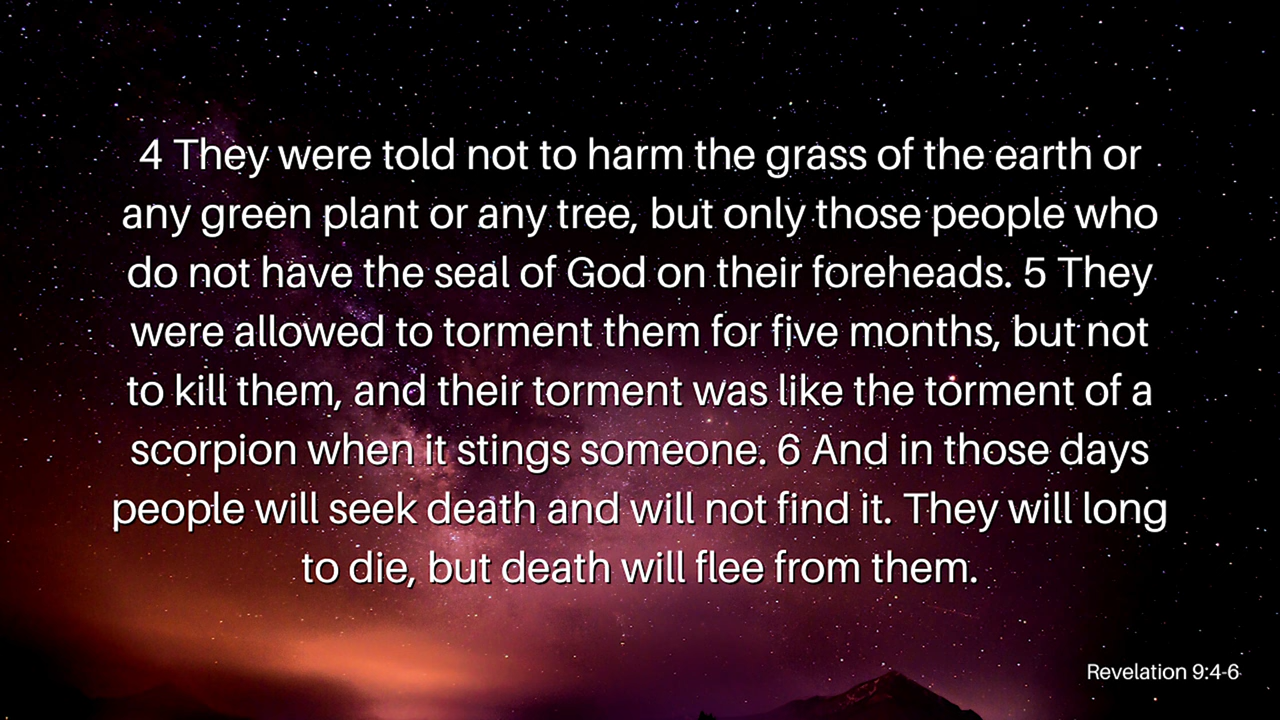 4 They were told not to harm the grass of the earth or
any green plant or any tree, but only those people who
do not have the seal of God on their foreheads. 5 They
were allowed to torment them for five months, but not
to kill them, and their torment was like the torment of a
scorpion when it stings someone. 6 And in those days
people will seek death and will not find it. They will long
to die, but death will flee from them.
Revelation 9:4-6